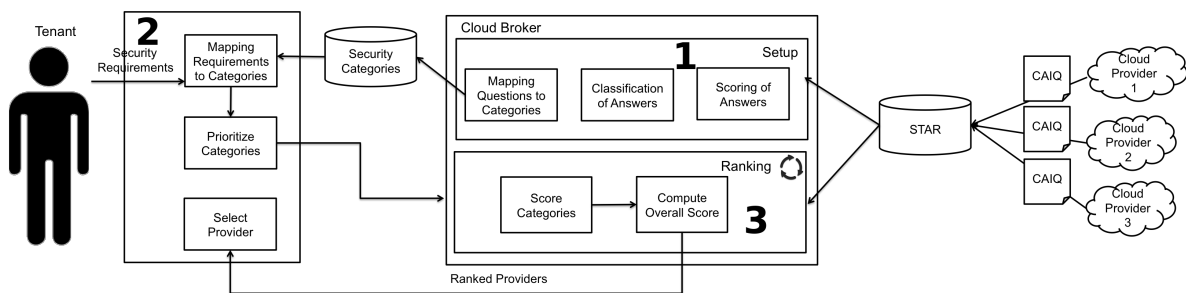 Tenant
Security
Requirements
2
Mapping
Requirements
to Categories
Prioritize
Categories
Select
Provider
Security
Categories
Cloud Broker
1
Setup
Mapping
Questions to
Categories
Classification
of Answers
Scoring of
Answers
Ranking
Score
Categories
Compute
Overall Score
3
Ranked Providers
STAR
CAIQ
CAIQ
CAIQ
Cloud
Provider
1
Cloud
Provider
2
Cloud
Provider
3